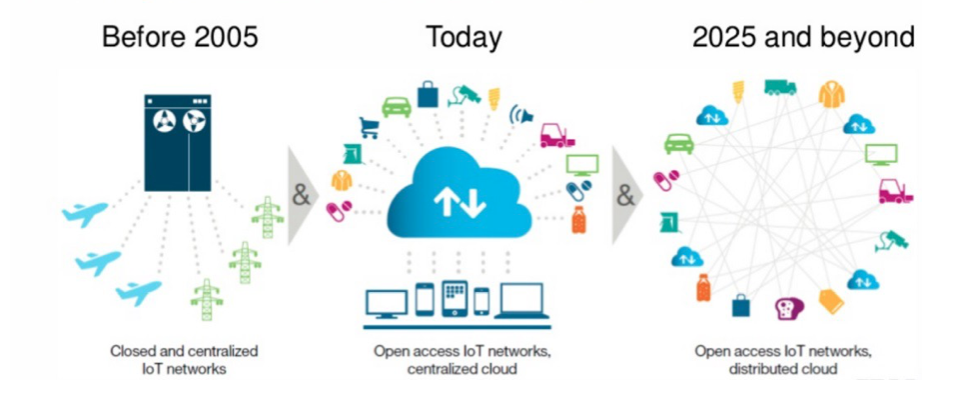 Before 2005
Today
2025 and beyond
&
&
Closed and centralized
IoT networks
Open access IoT networks,
centralized cloud
Open access IoT networks,
distributed cloud